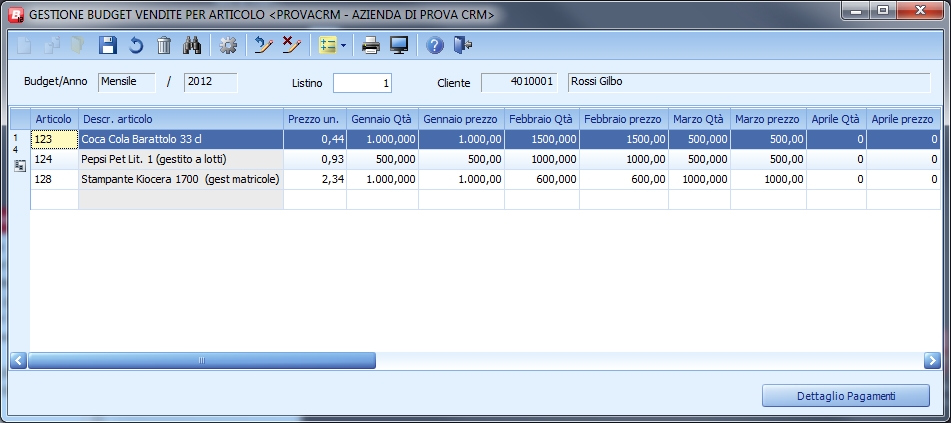 GESTIONE BUDGET VENDITE PER ARTICOLO <PROVACRM - AZIENDA DI PROVA CRM>
Budget/Anno Mensile / 2012 Listino 1 Cliente 4010001 Rossi Gilbo
Articolo Descr. articolo Prezzo un. Gennaio Qtà Gennaio prezzo Febbraio Qtà Febbraio prezzo Marzo Qtà Marzo prezzo Aprile Qtà Aprile prezzo
1 123 Coca Cola Barattolo 33 cl 0,44 1.000,000 1.000,00 1500,000 1500,00 500,000 500,00 0 0
4 124 Pepsi Pet Lit. 1 (gestito a lotti) 0,93 500,000 500,00 1000,000 1000,00 500,000 500,00 0 0
128 Stampante Kiocera 1700 (gest matricole) 2,34 1.000,000 1.000,00 600,000 600,00 1000,000 1000,00 0 0
Dettaglio Pagamenti